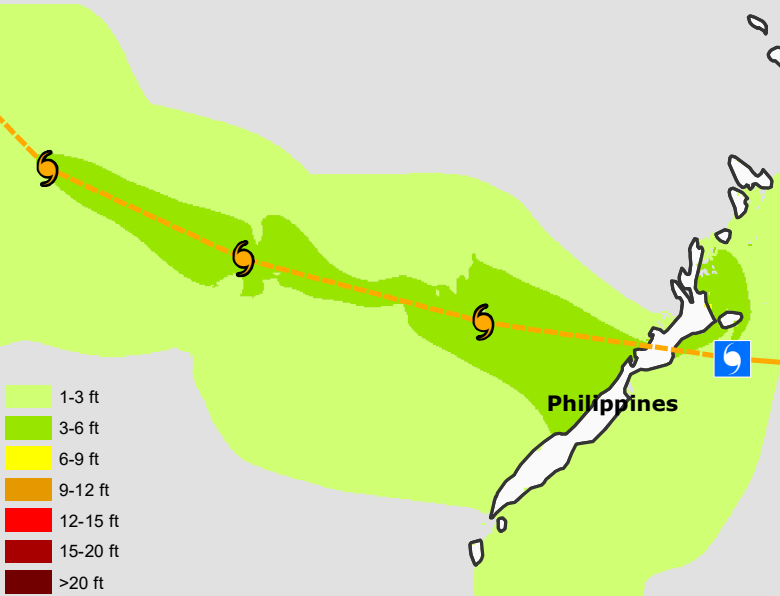 Philippines
1-3 ft
3-6 ft
6-9 ft
9-12 ft
12-15 ft
15-20 ft
>20 ft